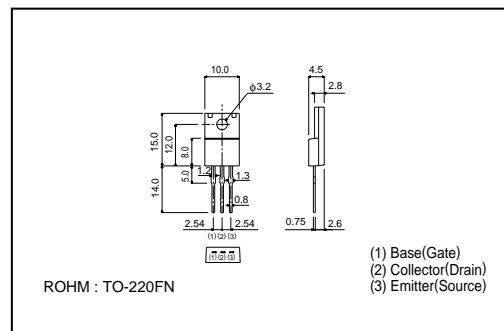 10.0
4.5
φ3.2
2.8
15.0
12.0
8.0
1.2
1.3
14.0
5.0
0.8
2.54
2.54
0.75
2.6
(1) (2) (3)
(1) (2) (3)
ROHM : TO-220FN
(1) Base(Gate)
(2) Collector(Drain)
(3) Emitter(Source)